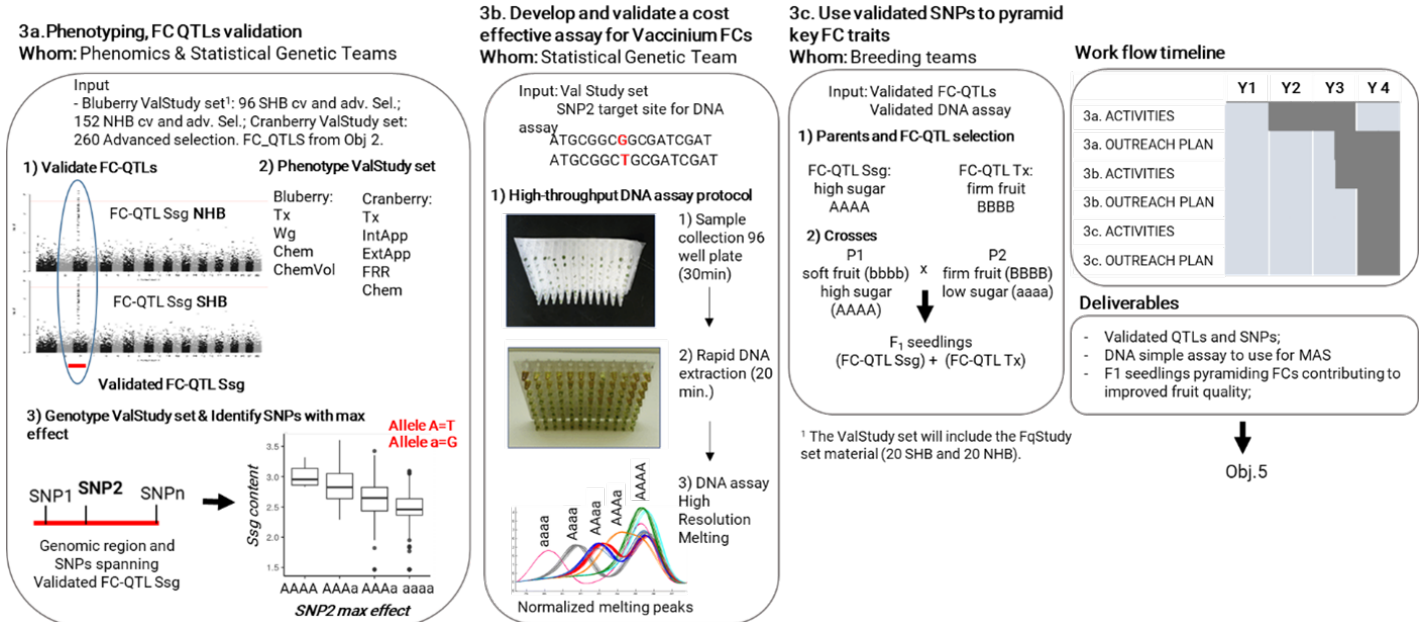 3a. Phenotyping, FC QTLs validation
Whom: Phenomics & Statistical Genetic Teams
Input
- Bluberry ValStudy set¹: 96 SHB cv and adv. Sel.;
152 NHB cv and adv. Sel.; Cranberry ValStudy set:
260 Advanced selection. FC_QTLS from Obj 2.
1) Validate FC-QTLs
FC-QTL Ssg NHB
FC-QTL Ssg SHB
Validated FC-QTL Ssg
2) Phenotype ValStudy set
Bluberry:
Tx
Wg
Chem
ChemVol
Cranberry:
Tx
IntApp
ExtApp
FRR
Chem
3) Genotype ValStudy set & Identify SNPs with max
effect
Allele A=T
Allele a=G
SNP1 SNP2 SNPn
Genomic region and
SNPs spanning
Validated FC-QTL Ssg
Ssg content
3.5
3.0
2.5
2.0
1.5
AAAA AAAa AAAa aaaa
SNP2 max effect
3b. Develop and validate a cost
effective assay for Vaccinium FCs
Whom: Statistical Genetic Team
Input: Val Study set
SNP2 target site for DNA
assay
ATGCGGCGGCGATCGAT
ATGCGGCTGCGATCGAT
1) High-throughput DNA assay protocol
1) Sample
collection 96
well plate
(30min)
2) Rapid DNA
extraction (20
min.)
3) DNA assay
High
Resolution
Melting
aaaa
Aaaa
AAaa
AAAa
AAAA
Normalized melting peaks
3c. Use validated SNPs to pyramid
key FC traits
Whom: Breeding teams
Input: Validated FC-QTLs
Validated DNA assay
1) Parents and FC-QTL selection
FC-QTL Ssg:
high sugar
AAAA
FC-QTL Tx:
firm fruit
BBBB
2) Crosses
P1
soft fruit (bbbb)
high sugar
(AAAA)
x
P2
firm fruit (BBBB)
low sugar (aaaa)
F₁ seedlings
(FC-QTL Ssg) + (FC-QTL Tx)
¹ The ValStudy set will include the FqStudy
set material (20 SHB and 20 NHB).
Work flow timeline
Y1 Y2 Y3 Y 4
3a. ACTIVITIES
3a. OUTREACH PLAN
3b. ACTIVITIES
3b. OUTREACH PLAN
3c. ACTIVITIES
3c. OUTREACH PLAN
Deliverables
- Validated QTLs and SNPs;
- DNA simple assay to use for MAS
- F1 seedlings pyramiding FCs contributing to
improved fruit quality;
Obj.5